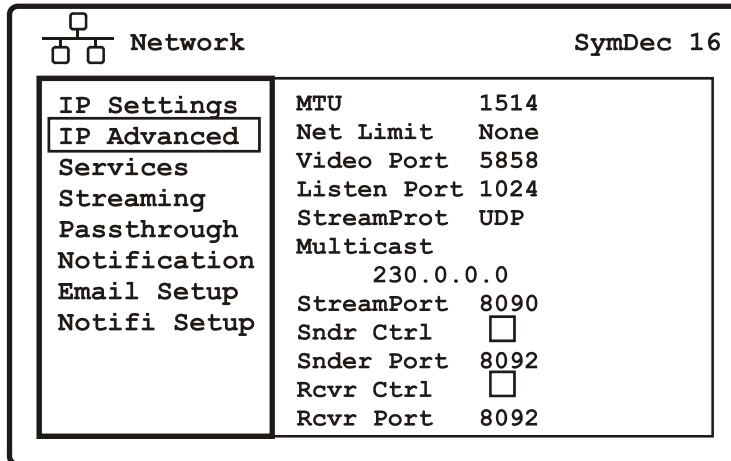 Network SymDec 16
IP Settings
IP Advanced
Services
Streaming
Passthrough
Notification
Email Setup
Notifi Setup
MTU 1514
Net Limit None
Video Port 5858
Listen Port 1024
StreamProt UDP
Multicast
230.0.0.0
StreamPort 8090
Sndr Ctrl
Snder Port 8092
Rcvr Ctrl
Rcvr Port 8092